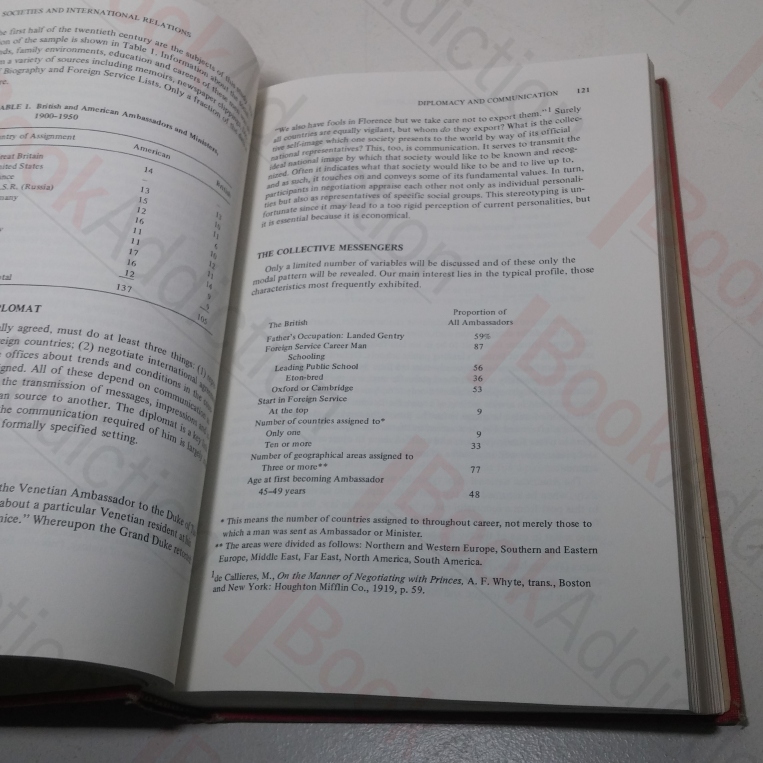 SOCIETIES AND INTERNATIONAL RELATIONS
first half of the twentieth century are the subjects of
of the sample is shown in Table 1. Information about
family environments, education and careers of these
a variety of sources including memoirs, newspaper
Biography and Foreign Service Lists. Only a fraction of
TABLE 1. British and American Ambassadors and Ministers,
1900-1950
of Assignment
American
British
Great Britain
14
United States
13
S.S.R. (Russia)
15
12
16
11
11
17
16
12
137
DIPLOMAT
agreed, must do at least three things: (1)
countries; (2) negotiate international
offices about trends and conditions in the
All of these depend on communication
the transmission of messages, impressions
source to another. The diplomat is a key
the communication required of him is largely
formally specified setting.
the Venetian Ambassador to the Duke of
about a particular Venetian resident at his
Whereupon the Grand Duke
DIPLOMACY AND COMMUNICATION 121
"We also have fools in Florence but we take care not to export them."1 Surely
all countries are equally vigilant, but whom do they export? What is the collec-
tive self-image which one society presents to the world by way of its official
national representatives? This, too, is communication. It serves to transmit the
ideal national image by which that society would like to be known and recog-
nized. Often it indicates what that society would like to be and to live up to,
and as such, it touches on and conveys some of its fundamental values. In turn,
participants in negotiation appraise each other not only as individual personali-
ties but also as representatives of specific social groups. This stereotyping is un-
fortunate since it may lead to a too rigid perception of current personalities, but
it is essential because it is economical.
THE COLLECTIVE MESSENGERS
Only a limited number of variables will be discussed and of these only the
modal pattern will be revealed. Our main interest lies in the typical profile, those
characteristics most frequently exhibited.
Proportion of
The British All Ambassadors
Father's Occupation: Landed Gentry 59%
Foreign Service Career Man 87
Schooling
Leading Public School 56
Eton-bred 36
Oxford or Cambridge 53
Start in Foreign Service
At the top 9
Number of countries assigned to*
Only one 9
Ten or more 33
Number of geographical areas assigned to
Three or more** 77
Age at first becoming Ambassador
45-49 years 48
* This means the number of countries assigned to throughout career, not merely those to
which a man was sent as Ambassador or Minister.
** The areas were divided as follows: Northern and Western Europe, Southern and Eastern
Europe, Middle East, Far East, North America, South America.
1de Callieres, M., On the Manner of Negotiating with Princes, A. F. Whyte, trans., Boston
and New York: Houghton Mifflin Co., 1919, p. 59.
BookAddiction